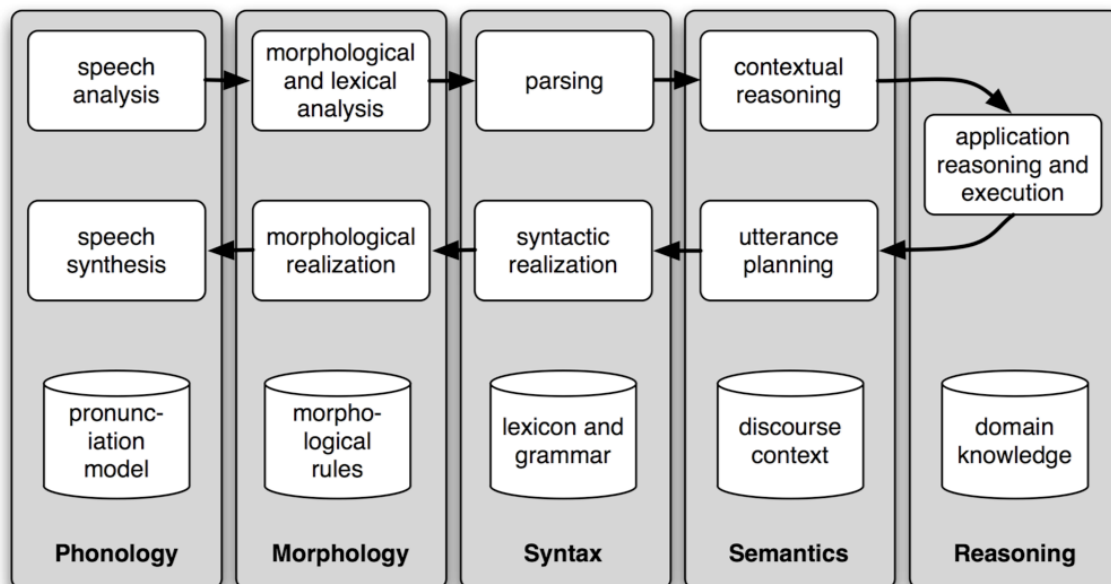 speech
analysis
morphological
and lexical
analysis
parsing
contextual
reasoning
application
reasoning and
execution
speech
synthesis
morphological
realization
syntactic
realization
utterance
planning
pronunc-
iation
model
morpho-
logical
rules
lexicon and
grammar
discourse
context
domain
knowledge
Phonology
Morphology
Syntax
Semantics
Reasoning